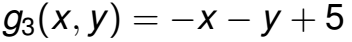 g₃(x, y) = −x − y + 5